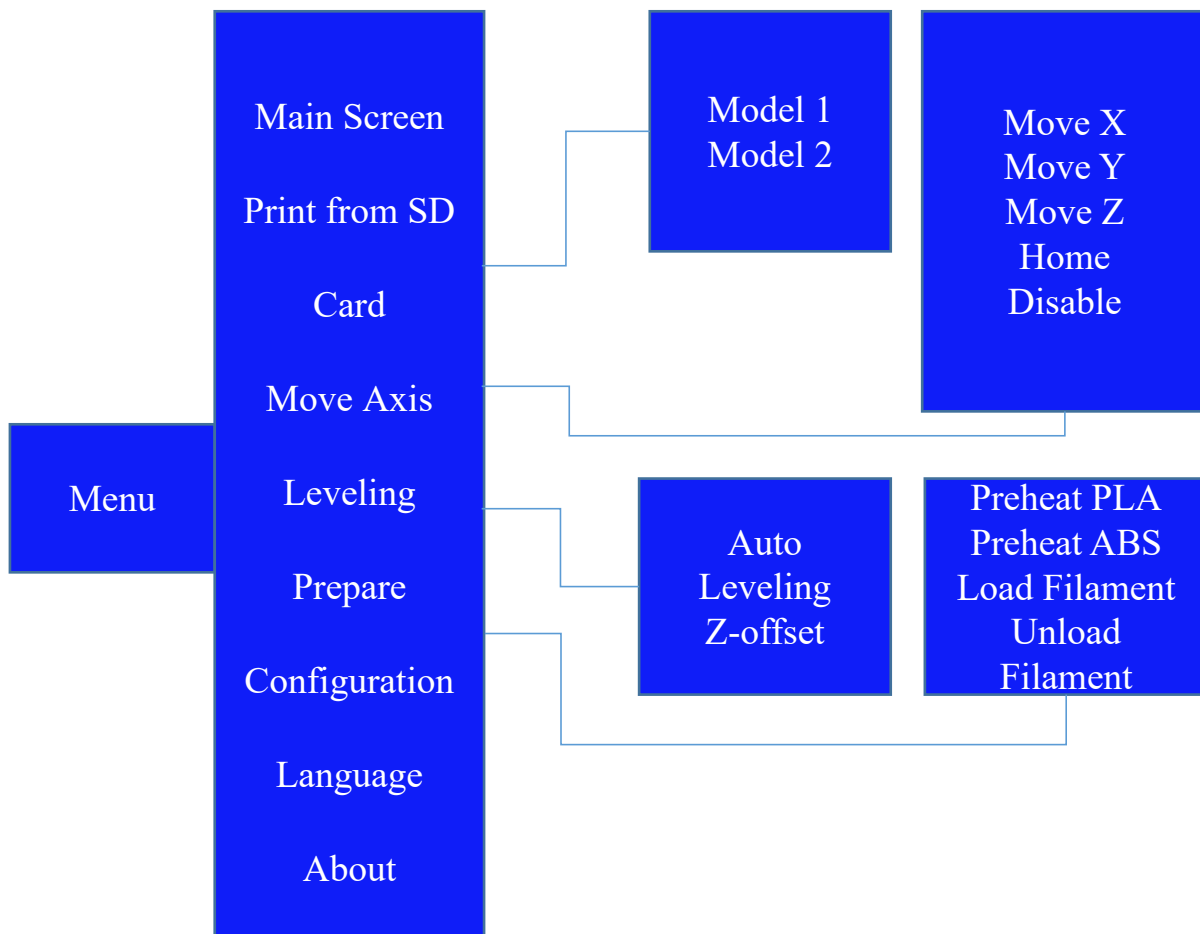 Menu
Main Screen
Print from SD
Card
Move Axis
Leveling
Prepare
Configuration
Language
About
Model 1
Model 2
Move X
Move Y
Move Z
Home
Disable
Auto
Leveling
Z-offset
Preheat PLA
Preheat ABS
Load Filament
Unload
Filament